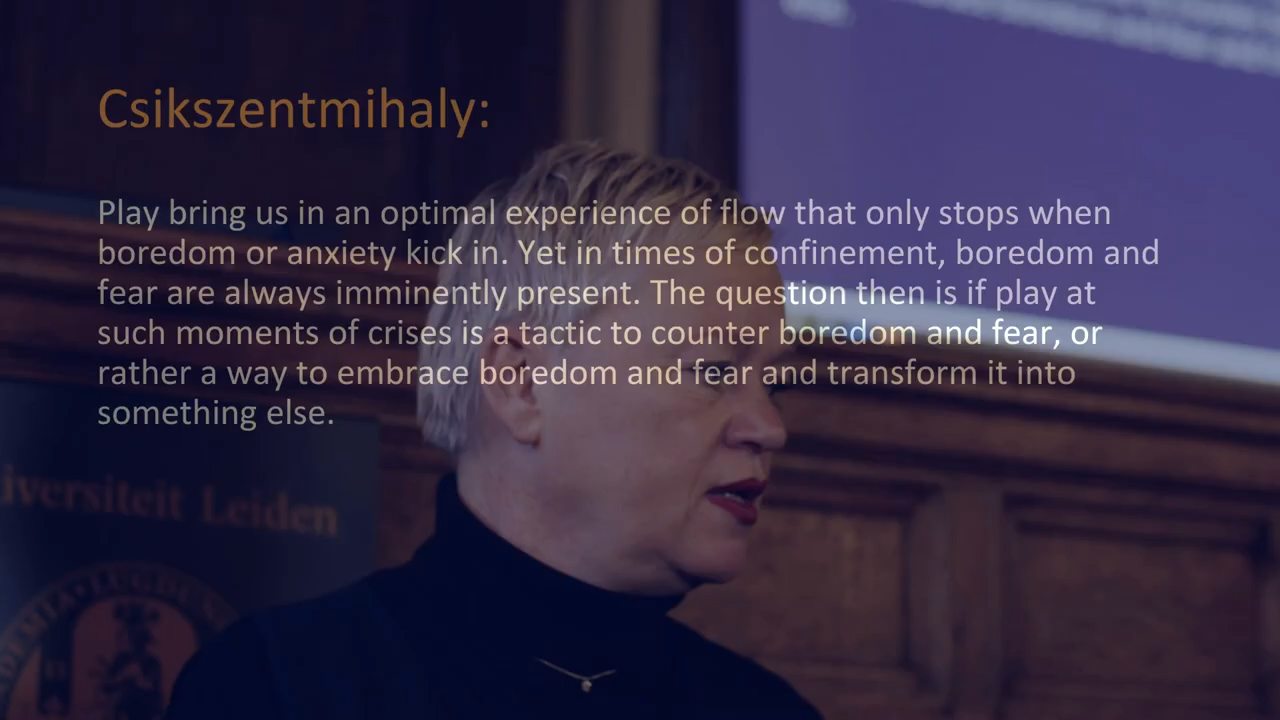 Csikszentmihaly:
Play bring us in an optimal experience of flow that only stops when
boredom or anxiety kick in. Yet in times of confinement, boredom and
fear are always imminently present. The question then is if play at
such moments of crises is a tactic to counter boredom and fear, or
rather a way to embrace boredom and fear and transform it into
something else.
iversiteit Leiden
DEMIA · LUGDUN